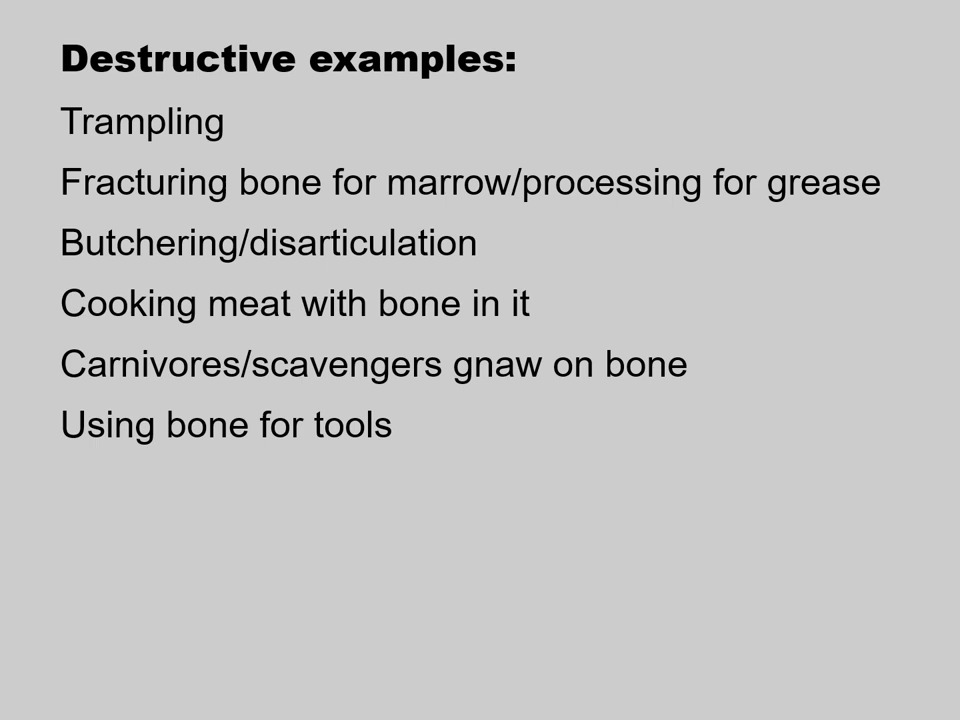 Destructive examples:
Trampling
Fracturing bone for marrow/processing for grease
Butchering/disarticulation
Cooking meat with bone in it
Carnivores/scavengers gnaw on bone
Using bone for tools